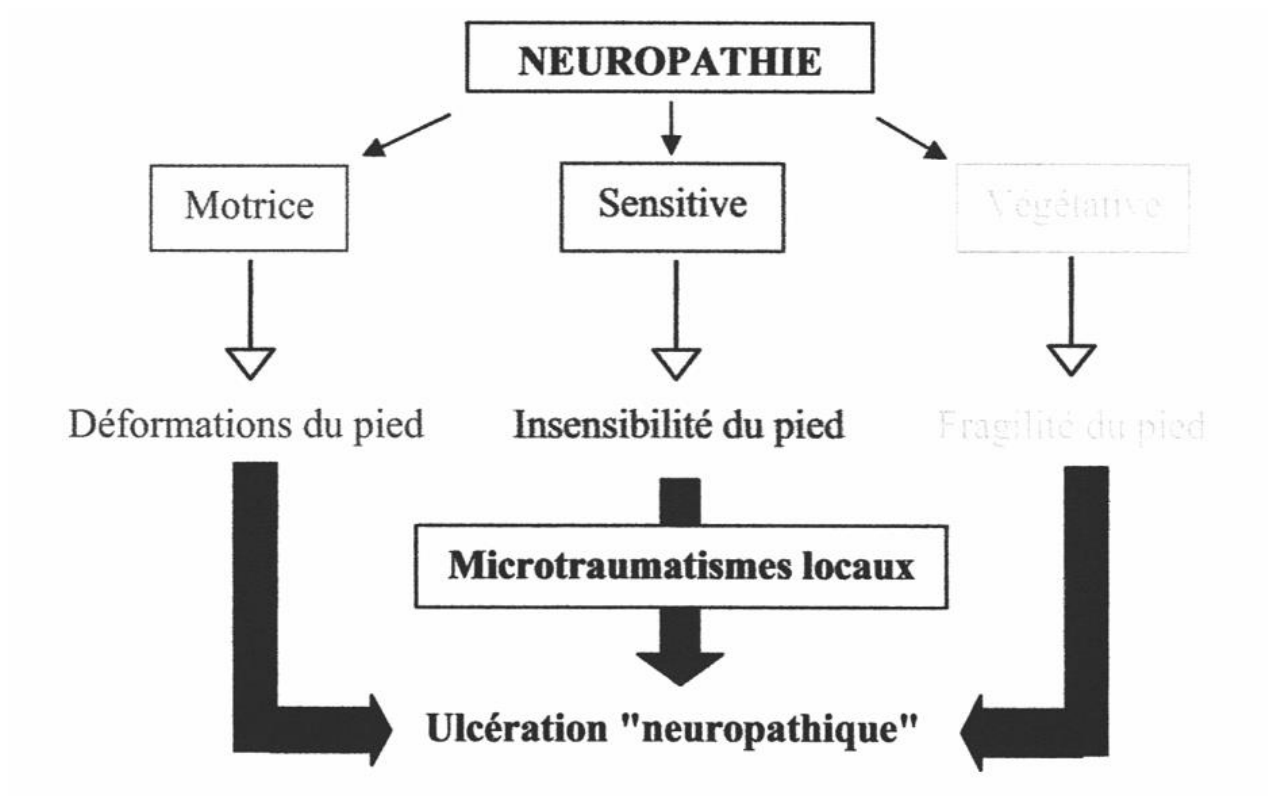 NEUROPATHIE
Motrice
Sensitive
Végétative
Déformations du pied
Insensibilité du pied
Fragilité du pied
Microtraumatismes locaux
Ulcération "neuropathique"